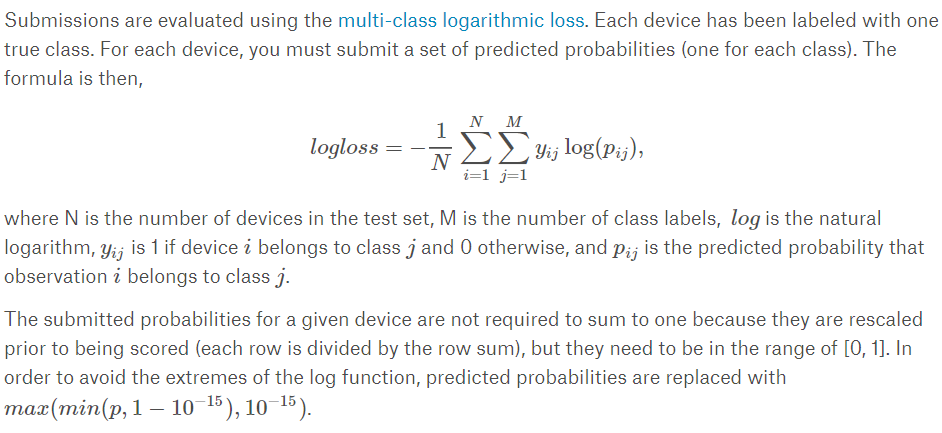 Submissions are evaluated using the multi-class logarithmic loss. Each device has been labeled with one
true class. For each device, you must submit a set of predicted probabilities (one for each class). The
formula is then,
logloss = −\frac{1}{N} \sum_{i=1}^{N} \sum_{j=1}^{M} y_{ij} log(p_{ij}),
where N is the number of devices in the test set, M is the number of class labels, log is the natural
logarithm, y_{ij} is 1 if device i belongs to class j and 0 otherwise, and p_{ij} is the predicted probability that
observation i belongs to class j.
The submitted probabilities for a given device are not required to sum to one because they are rescaled
prior to being scored (each row is divided by the row sum), but they need to be in the range of [0, 1]. In
order to avoid the extremes of the log function, predicted probabilities are replaced with
max(min(p, 1 − 10^{−15}), 10^{−15}).